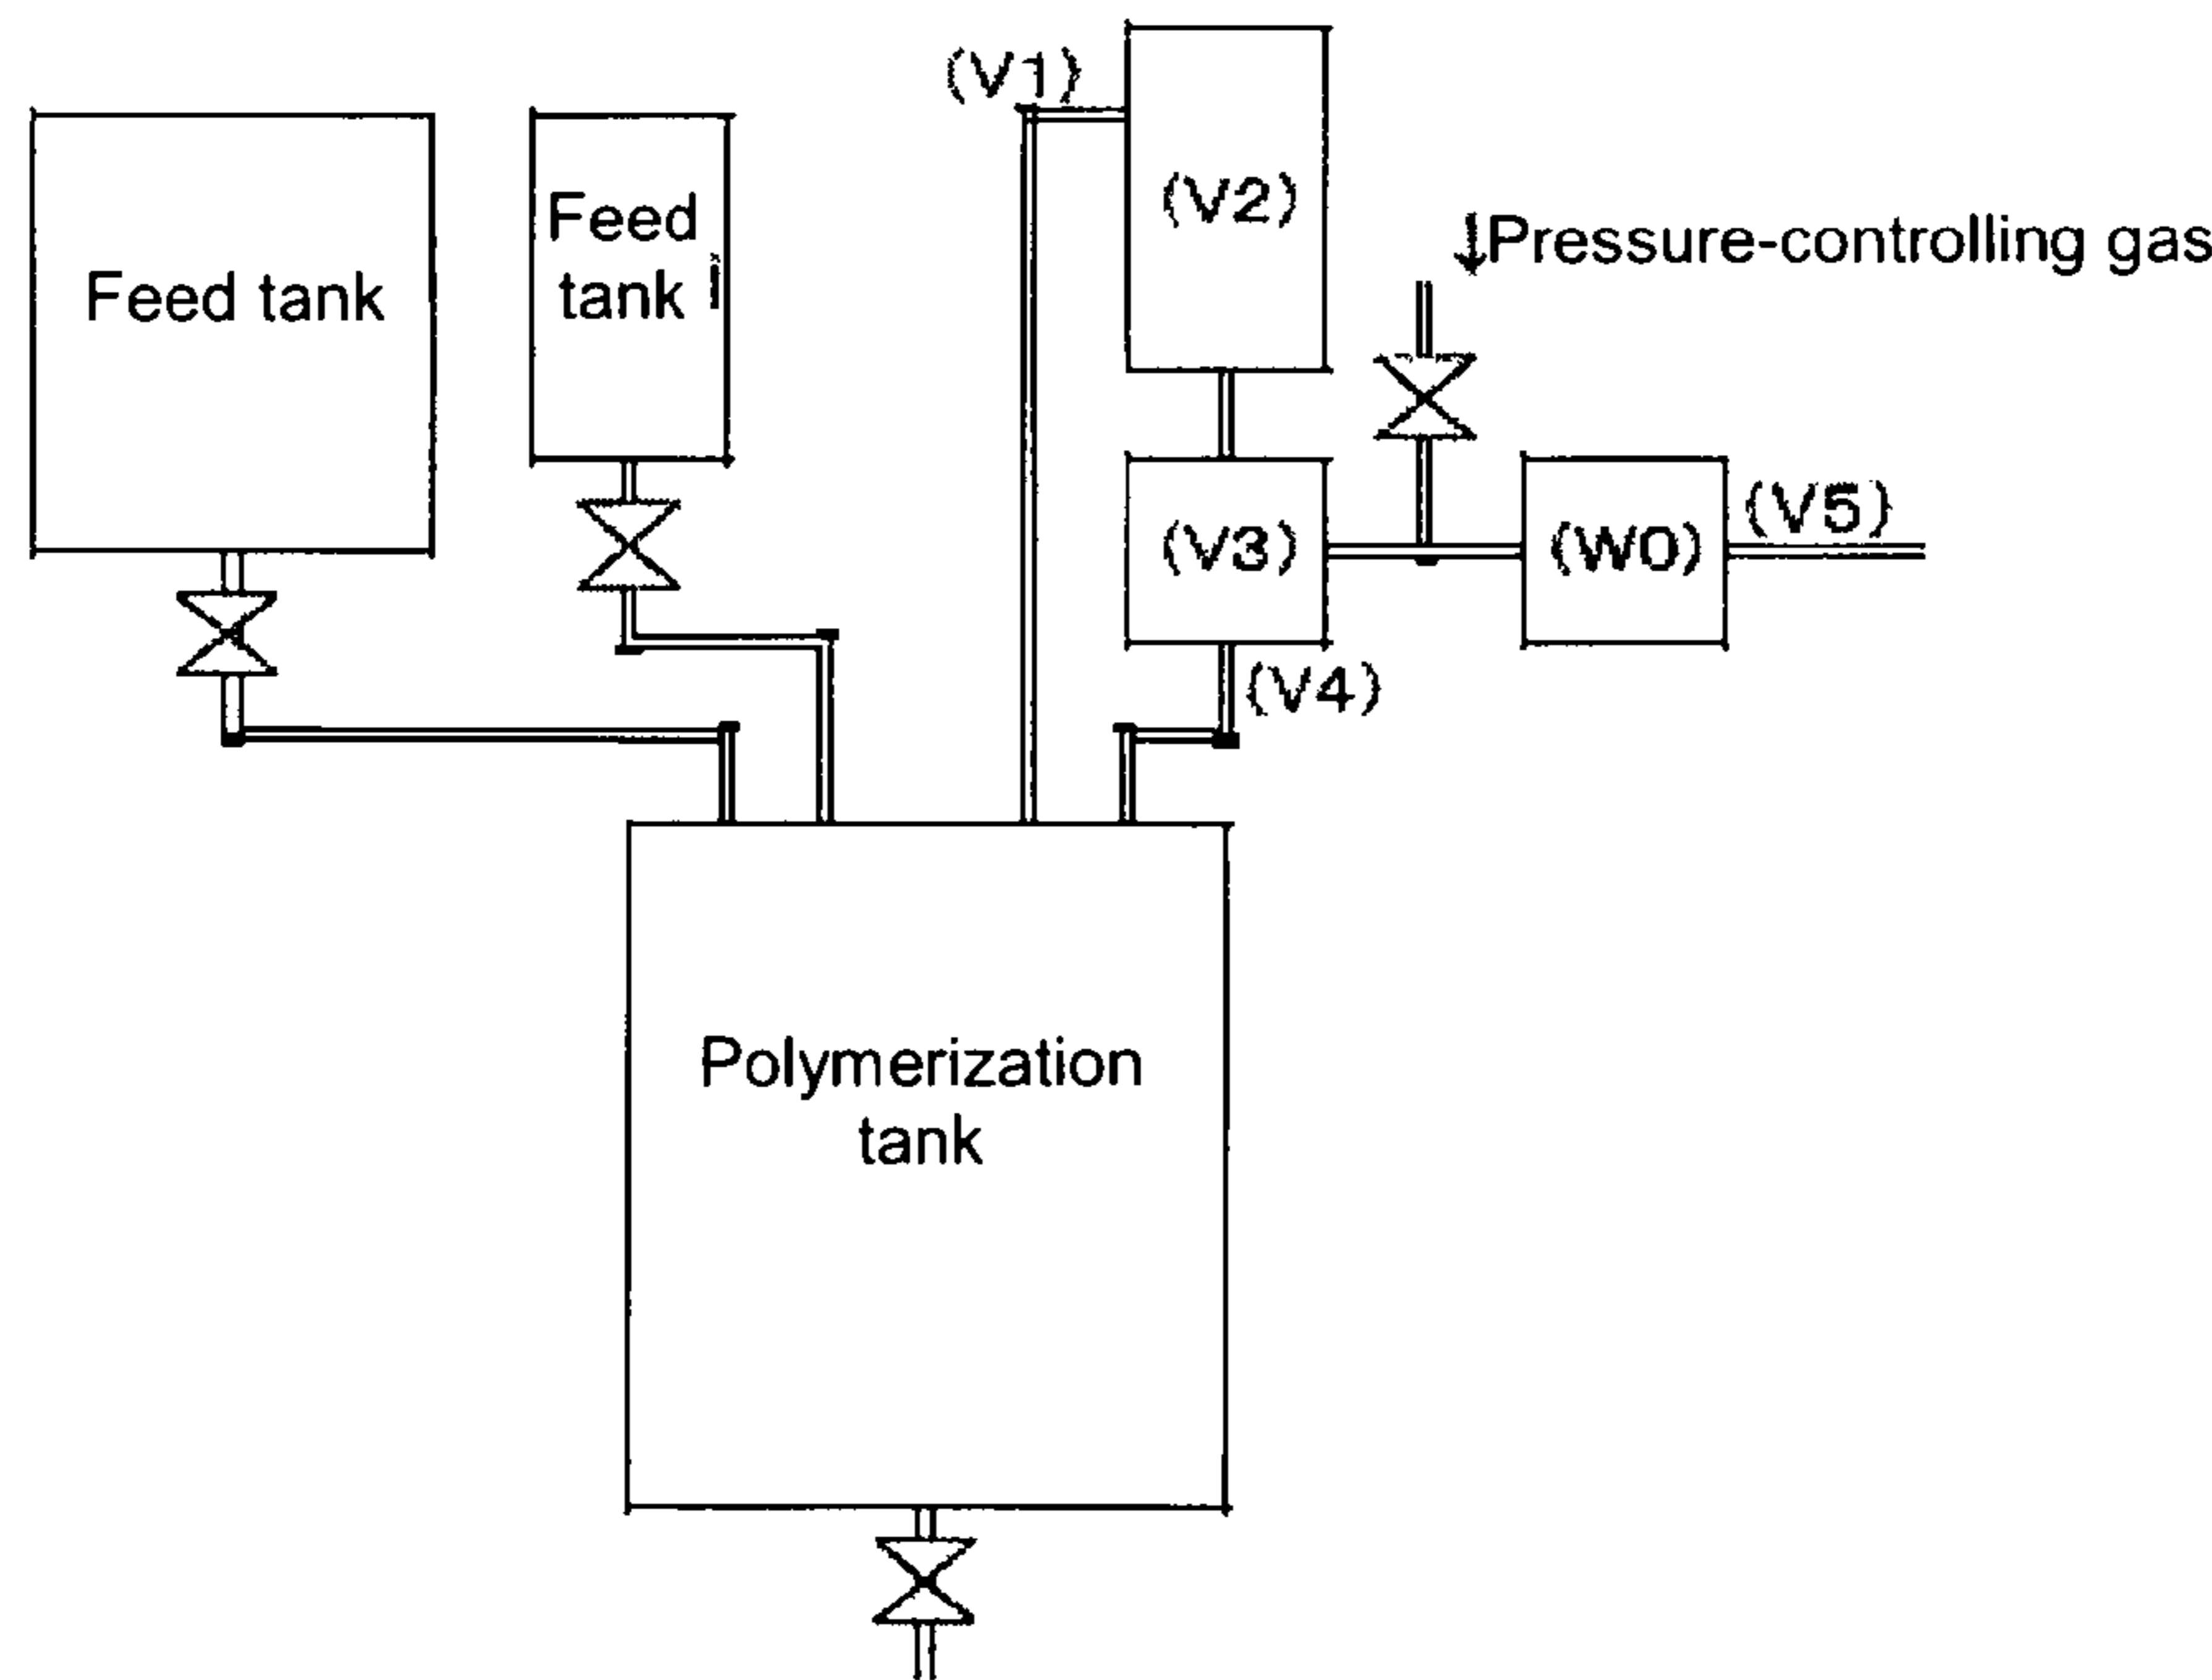 (V1)
Feed tank
Feed
tank i
(V2)
↓Pressure-controlling gas
(V3)
(W0)
(V5)
(V4)
Polymerization
tank